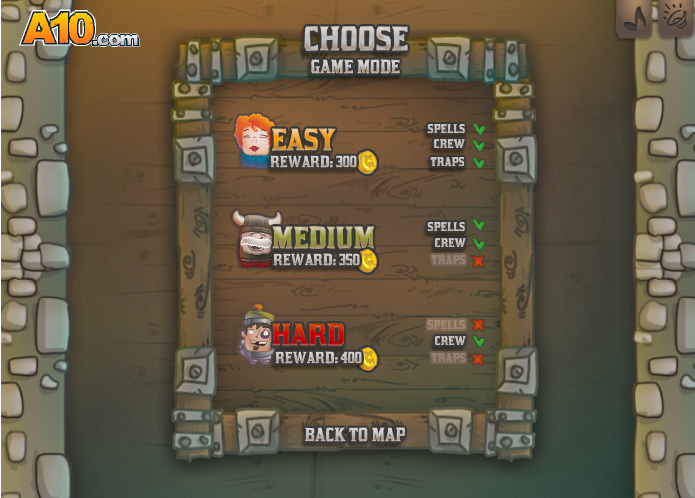 A10.com
CHOOSE
GAME MODE
EASY
REWARD: 300
SPELLS
CREW
TRAPS
MEDIUM
REWARD: 350
SPELLS
CREW
TRAPS
HARD
REWARD: 400
SPELLS
CREW
TRAPS
BACK TO MAP